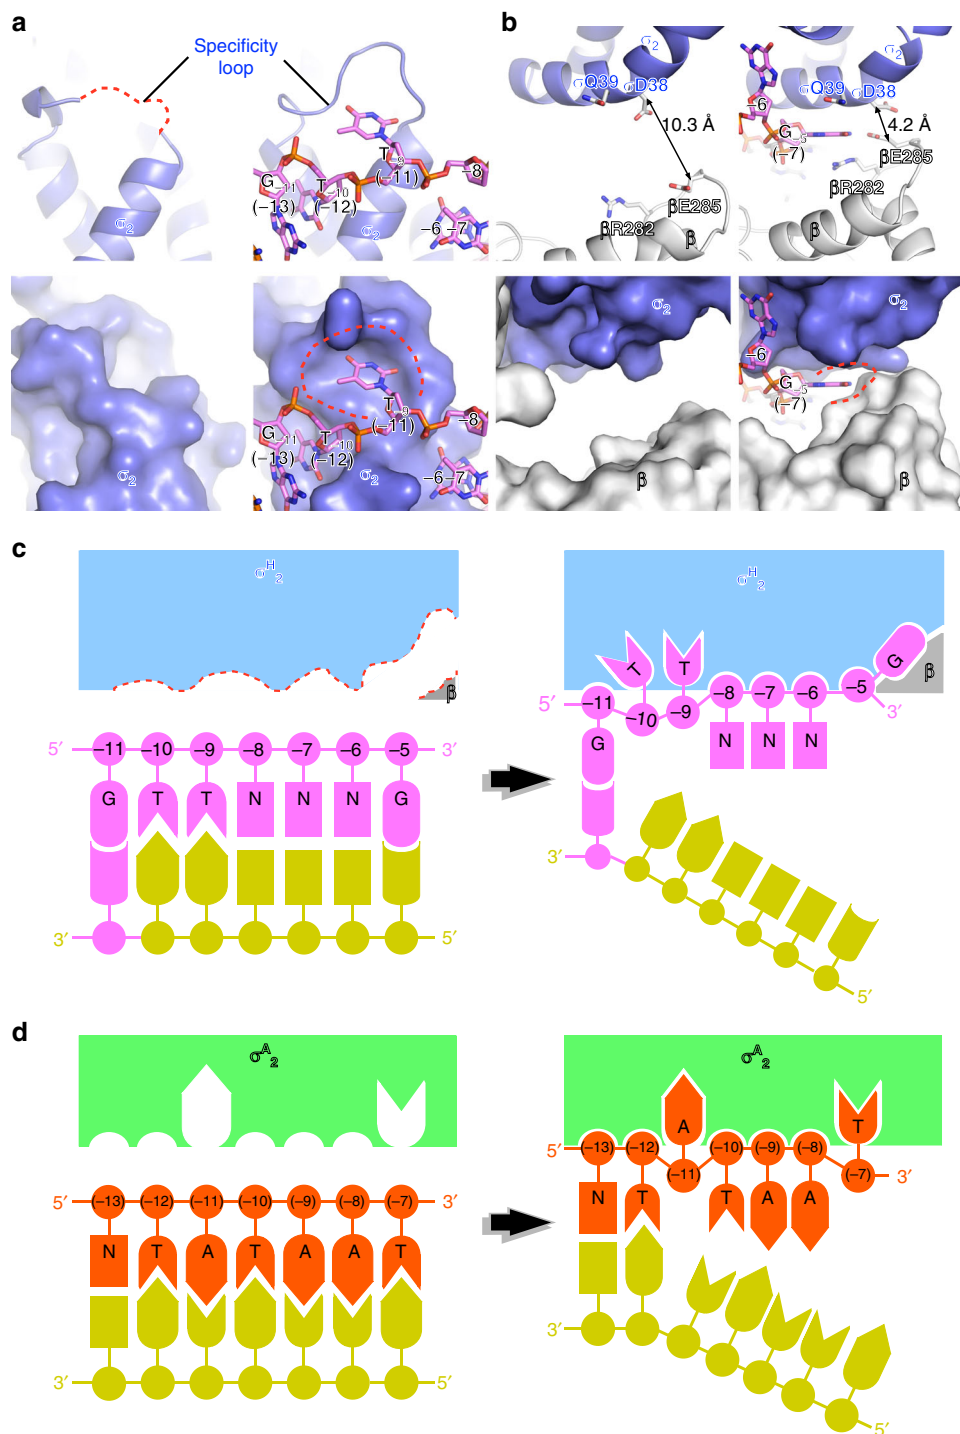 a
Specificity
loop
σ2
G−11
(−13)
T−10
(−12)
T−9
(−11)
−8
−6 −7
σ2
σ2
G−11
(−13)
T−10
(−12)
T−9
(−11)
−8
−6 −7
σ2
b
σ2
σQ39 σD38
10.3 Å
βE285
βR282
β
σ2
σQ39 σD38
−6
G−5
(−7)
4.2 Å
βE285
βR282
β
σ2
β
σ2
−6
G−5
(−7)
β
c
σH2
β
5′ −11 −10 −9 −8 −7 −6 −5 3′
G T T N N N G
3′ 5′
σH2
T T G
β
5′ −11 −10 −9 −8 −7 −6 −5 3′
G N N N
3′
5′
d
σA2
5′ (−13) (−12) (−11) (−10) (−9) (−8) (−7) 3′
N T A T A A T
3′ 5′
σA2
A T
5′ (−13) (−12) (−11) (−10) (−9) (−8) (−7) 3′
N T T A A
3′
5′